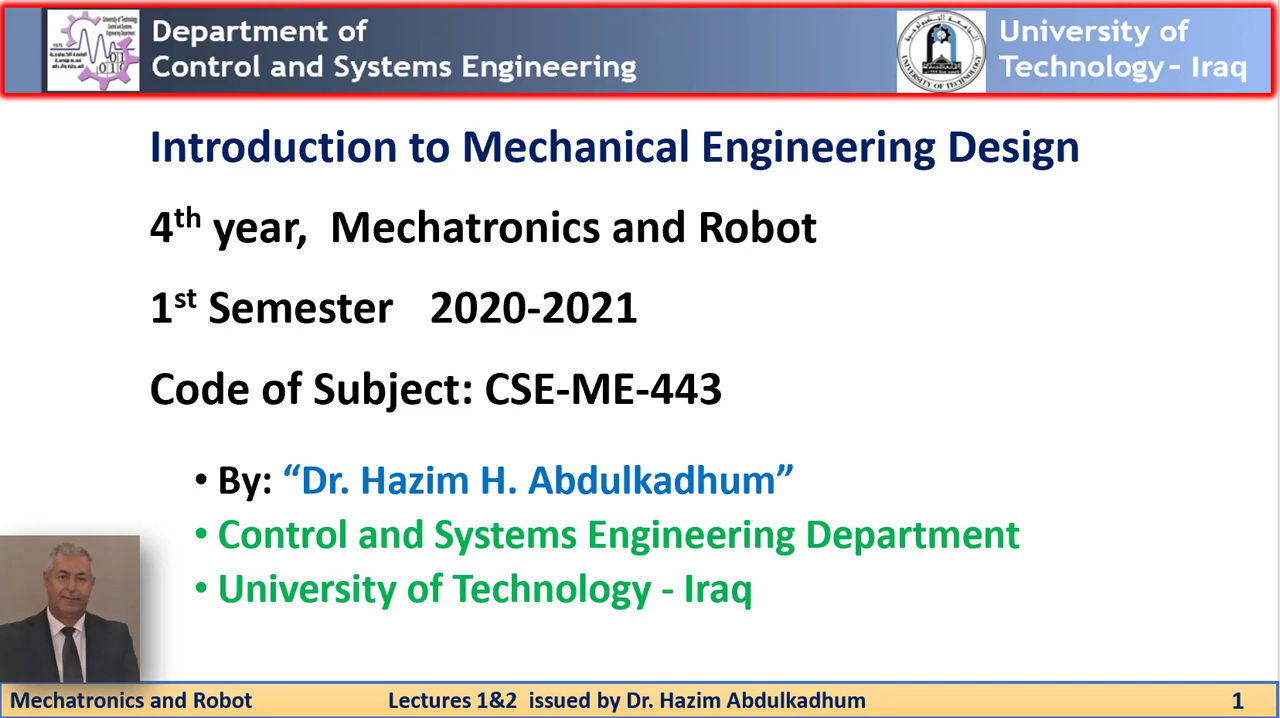 Department of
Control and Systems Engineering
University of
Technology - Iraq
Introduction to Mechanical Engineering Design
4th year, Mechatronics and Robot
1st Semester 2020-2021
Code of Subject: CSE-ME-443
• By: “Dr. Hazim H. Abdulkadhum”
• Control and Systems Engineering Department
• University of Technology - Iraq
Mechatronics and Robot
Lectures 1&2 issued by Dr. Hazim Abdulkadhum
1